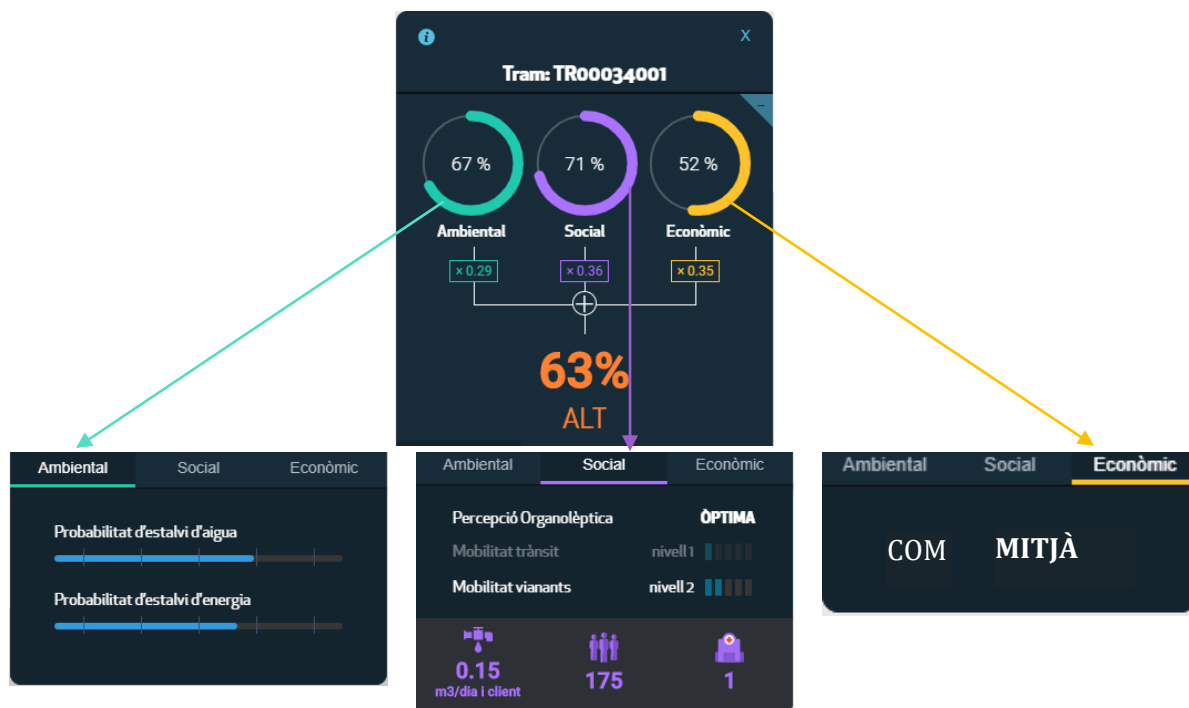 i X
Tram: TR00034001
−
67 % 71 % 52 %
Ambiental Social Econòmic
× 0.29 × 0.36 × 0.35
63%
ALT
Ambiental Social Econòmic
Probabilitat d'estalvi d'aigua
Probabilitat d'estalvi d'energia
Ambiental Social Econòmic
Percepció Organolèptica ÒPTIMA
Mobilitat trànsit nivell 1
Mobilitat vianants nivell 2
0.15 175 1
m3/dia i client
Ambiental Social Econòmic
COM MITJÀ